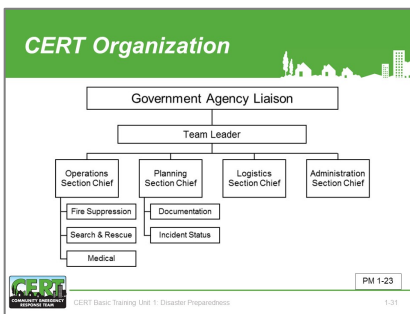 CERT Organization
Government Agency Liaison
Team Leader
Operations
Section Chief
Planning
Section Chief
Logistics
Section Chief
Administration
Section Chief
Fire Suppression
Search & Rescue
Medical
Documentation
Incident Status
PM 1-23
CERT
COMMUNITY EMERGENCY
RESPONSE TEAM
CERT Basic Training Unit 1: Disaster Preparedness
1-31